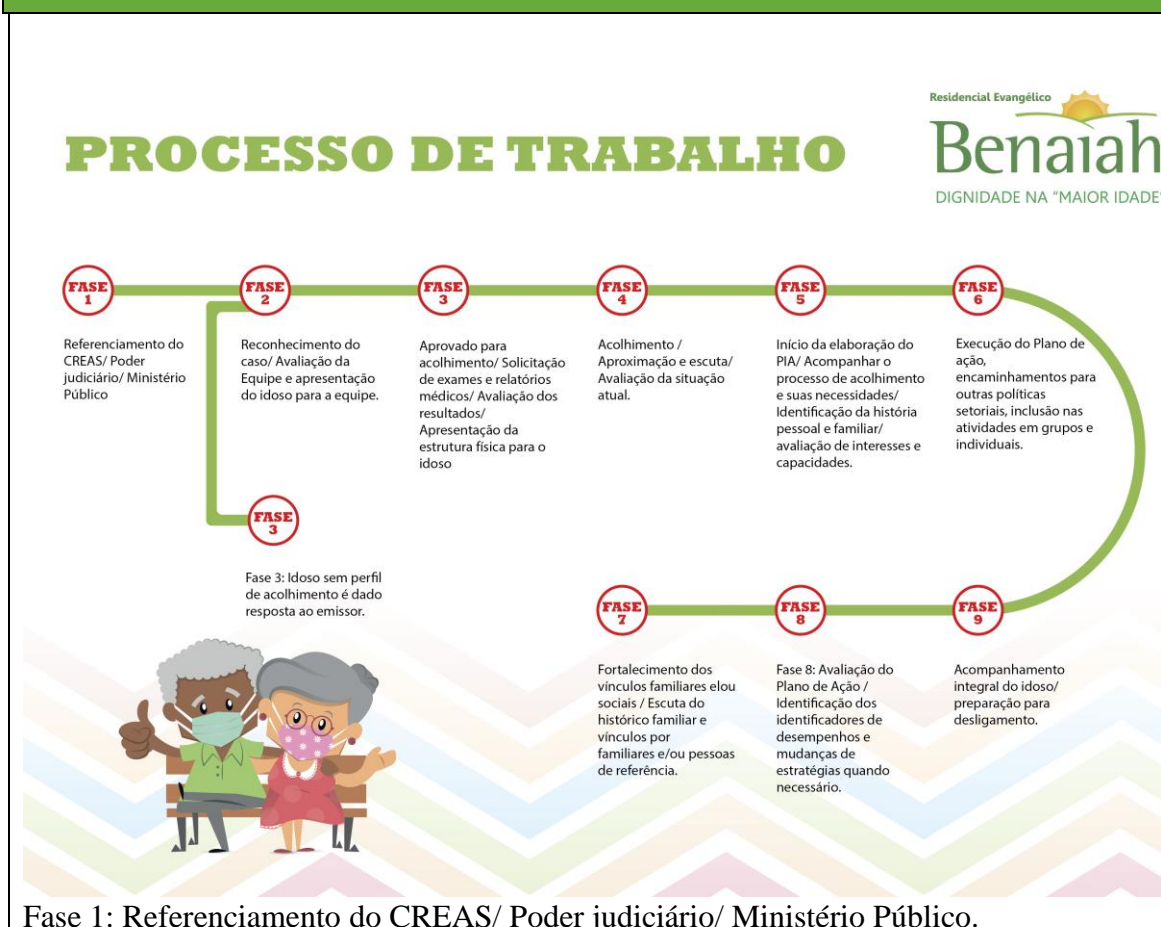 Residencial Evangélico
Benaiah
DIGNIDADE NA "MAIOR IDADE"
PROCESSO DE TRABALHO
FASE
1
Referenciamento do
CREAS/ Poder
judiciário/ Ministério
Público
FASE
2
Reconhecimento do
caso/ Avaliação da
Equipe e apresentação
do idoso para a equipe.
FASE
3
Aprovado para
acolhimento/ Solicitação
de exames e relatórios
médicos/ Avaliação dos
resultados/
Apresentação da
estrutura física para o
idoso
FASE
4
Acolhimento /
Aproximação e escuta/
Avaliação da situação
atual.
FASE
5
Início da elaboração do
PIA/ Acompanhar o
processo de acolhimento
e suas necessidades/
Identificação da história
pessoal e familiar/
avaliação de interesses e
capacidades.
FASE
6
Execução do Plano de
ação,
encaminhamentos para
outras políticas
setoriais, inclusão nas
atividades em grupos e
individuais.
FASE
3
Fase 3: Idoso sem perfil
de acolhimento é dado
resposta ao emissor.
FASE
7
Fortalecimento dos
vínculos familiares elou
sociais / Escuta do
histórico familiar e
vínculos por
familiares e/ou pessoas
de referência.
FASE
8
Fase 8: Avaliação do
Plano de Ação /
Identificação dos
identificadores de
desempenhos e
mudanças de
estratégias quando
necessário.
FASE
9
Acompanhamento
integral do idoso/
preparação para
desligamento.
Fase 1: Referenciamento do CREAS/ Poder judiciário/ Ministério Público.